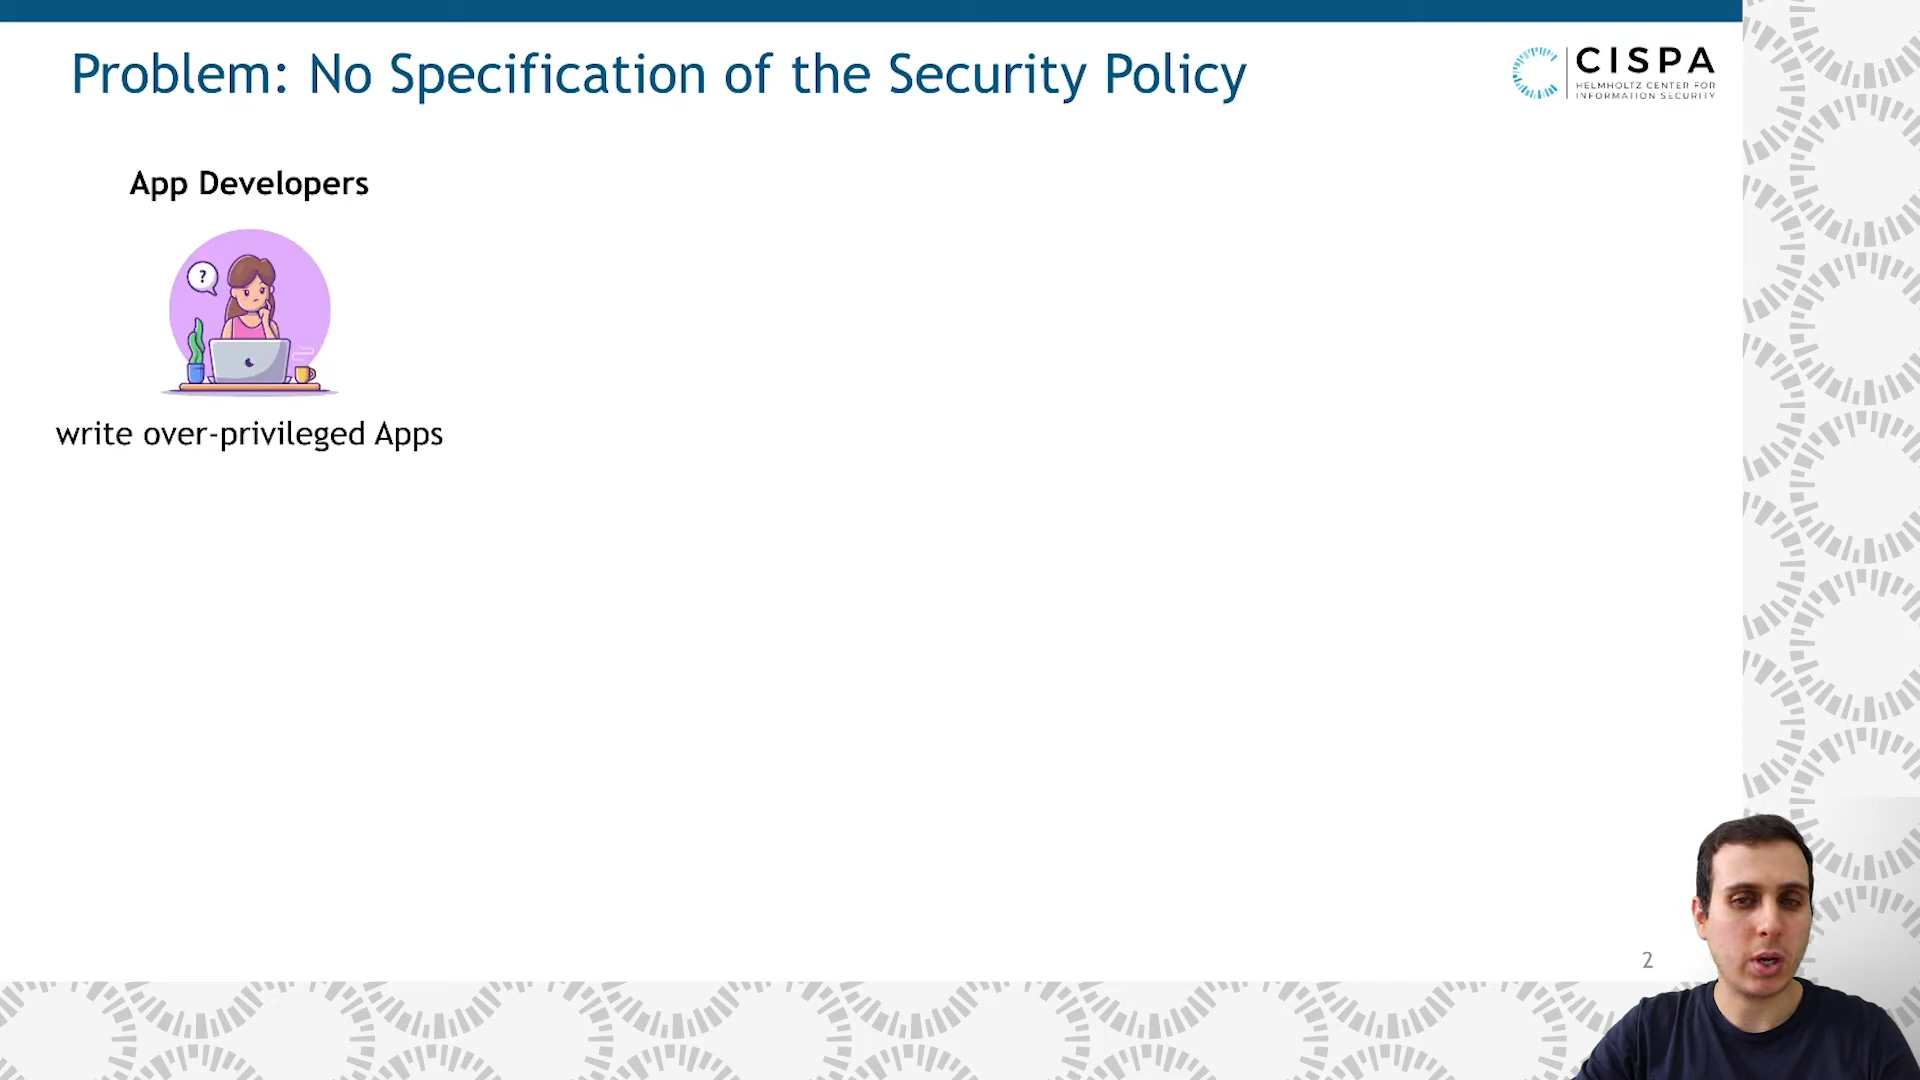 Problem: No Specification of the Security Policy
CISPA
HELMHOLTZ CENTER FOR
INFORMATION SECURITY
App Developers
?
write over-privileged Apps
2